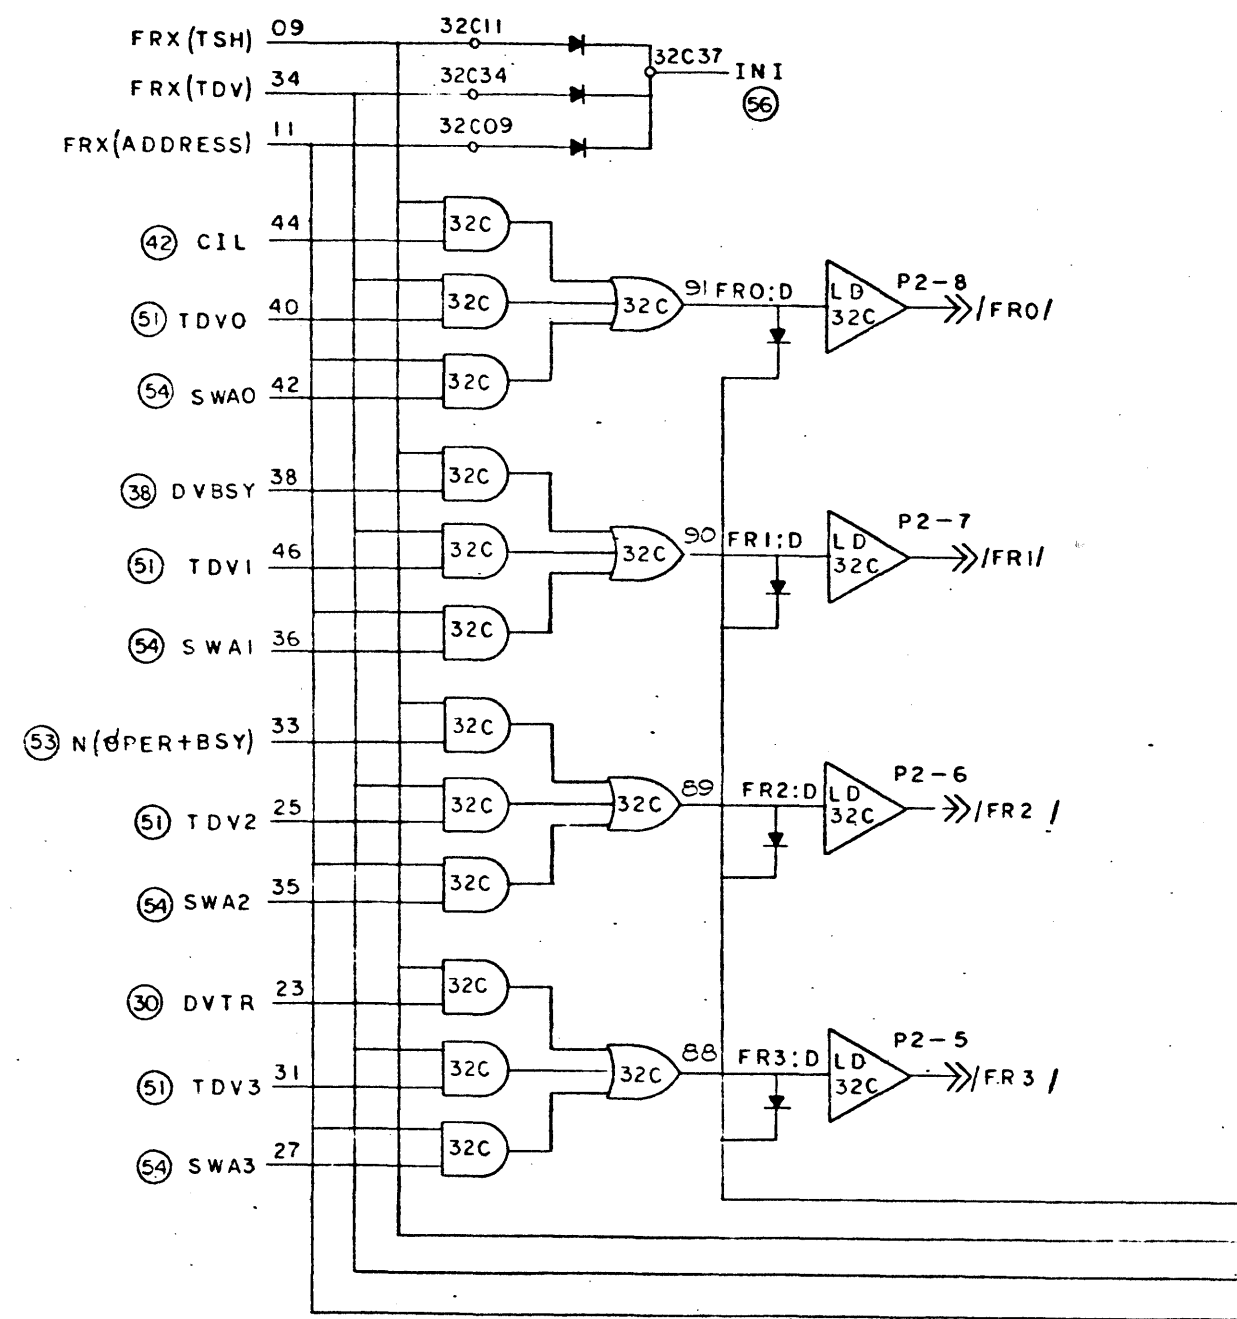 FRX(TSH) 09 32C11
32C37 INI
56
FRX(TDV) 34 32C34
FRX(ADDRESS) 11 32C09
42 CIL 44 32C
51 TDV0 40 32C 32C 91 FR0:D LD 32C P2-8 /FR0/
54 SWA0 42 32C
38 DVBSY 38 32C
51 TDV1 46 32C 32C 90 FR1:D LD 32C P2-7 /FR1/
54 SWA1 36 32C
53 N(OPER+BSY) 33 32C
51 TDV2 25 32C 32C 89 FR2:D LD 32C P2-6 /FR2 /
54 SWA2 35 32C
30 DVTR 23 32C
51 TDV3 31 32C 32C 88 FR3:D LD 32C P2-5 /FR3 /
54 SWA3 27 32C